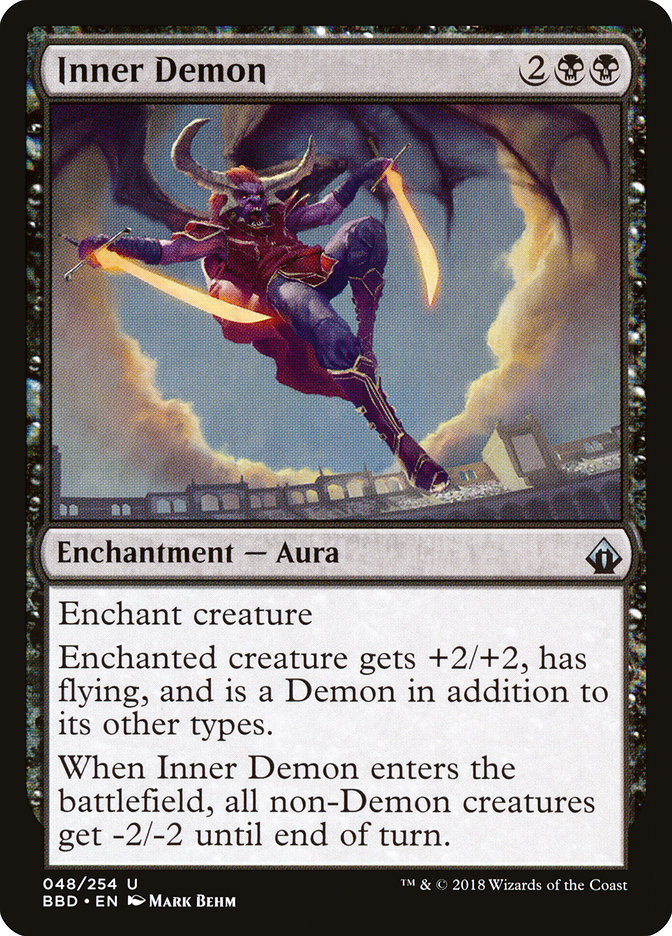 Inner Demon 2
Enchantment — Aura
Enchant creature
Enchanted creature gets +2/+2, has
flying, and is a Demon in addition to
its other types.
When Inner Demon enters the
battlefield, all non-Demon creatures
get -2/-2 until end of turn.
048/254 U
BBD • EN Mark Behm
™ & © 2018 Wizards of the Coast